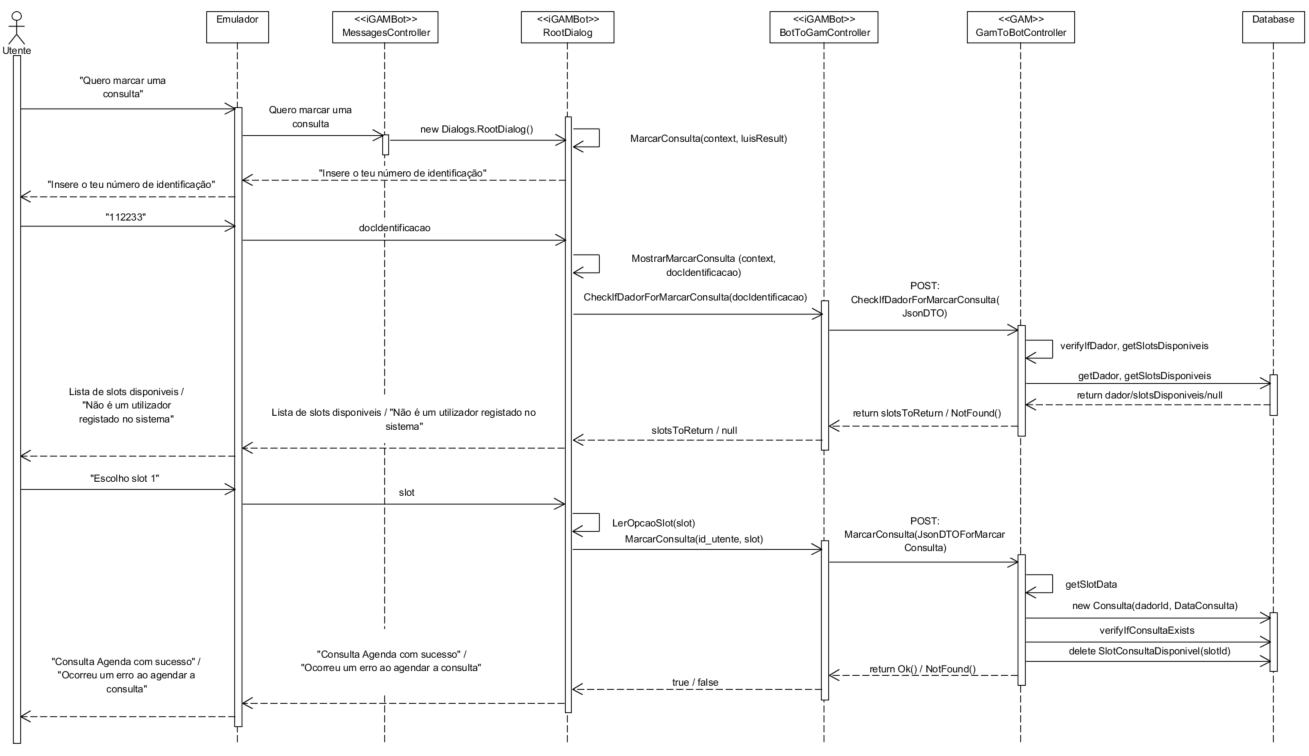 Utente
Emulador
<<iGAMBot>>
MessagesController
<<iGAMBot>>
RootDialog
<<iGAMBot>>
BotToGamController
<<GAM>>
GamToBotController
Database
"Quero marcar uma
consulta"
Quero marcar uma
consulta
new Dialogs.RootDialog()
MarcarConsulta(context, luisResult)
"Insere o teu número de identificação"
"Insere o teu número de identificação"
"112233"
docIdentificacao
MostrarMarcarConsulta (context,
docIdentificacao)
CheckIfDadorForMarcarConsulta(docIdentificacao)
POST:
CheckIfDadorForMarcarConsulta(
JsonDTO)
verifyIfDador, getSlotsDisponiveis
getDador, getSlotsDisponiveis
return dador/slotsDisponiveis/null
return slotsToReturn / NotFound()
slotsToReturn / null
Lista de slots disponiveis / "Não é um utilizador registado no
sistema"
Lista de slots disponiveis /
"Não é um utilizador
registado no sistema"
"Escolho slot 1"
slot
LerOpcaoSlot(slot)
MarcarConsulta(id_utente, slot)
POST:
MarcarConsulta(JsonDTOForMarcar
Consulta)
getSlotData
new Consulta(dadorId, DataConsulta)
verifyIfConsultaExists
delete SlotConsultaDisponivel(slotId)
return Ok() / NotFound()
true / false
"Consulta Agenda com sucesso" /
"Ocorreu um erro ao agendar a consulta"
"Consulta Agenda com sucesso" /
"Ocorreu um erro ao agendar a
consulta"